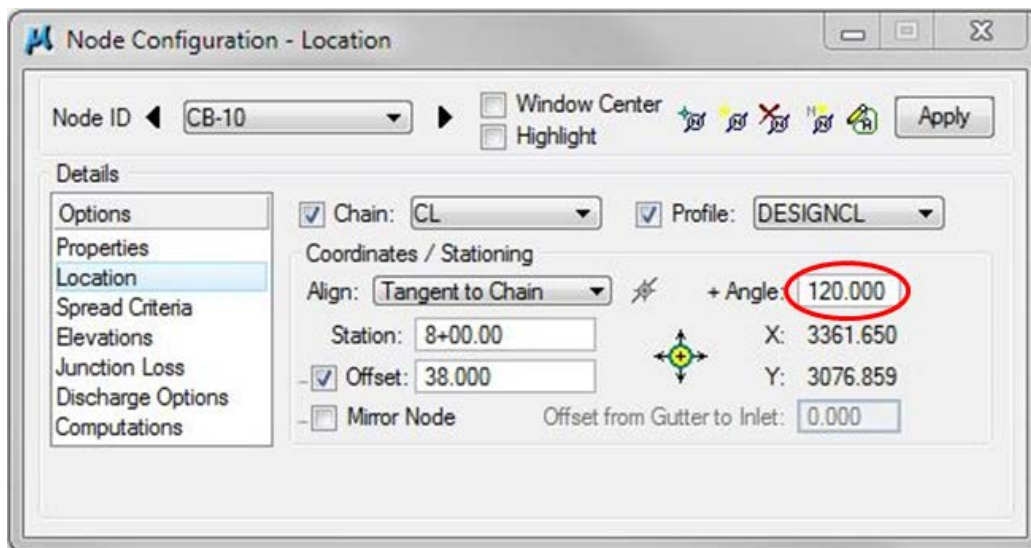 Node Configuration - Location
Node ID CB-10 Window Center Apply
Highlight
Details
Options
Properties
Location
Spread Criteria
Elevations
Junction Loss
Discharge Options
Computations
Chain: CL Profile: DESIGNCL
Coordinates / Stationing
Align: Tangent to Chain + Angle: 120.000
Station: 8+00.00 X: 3361.650
Offset: 38.000 Y: 3076.859
Mirror Node Offset from Gutter to Inlet: 0.000